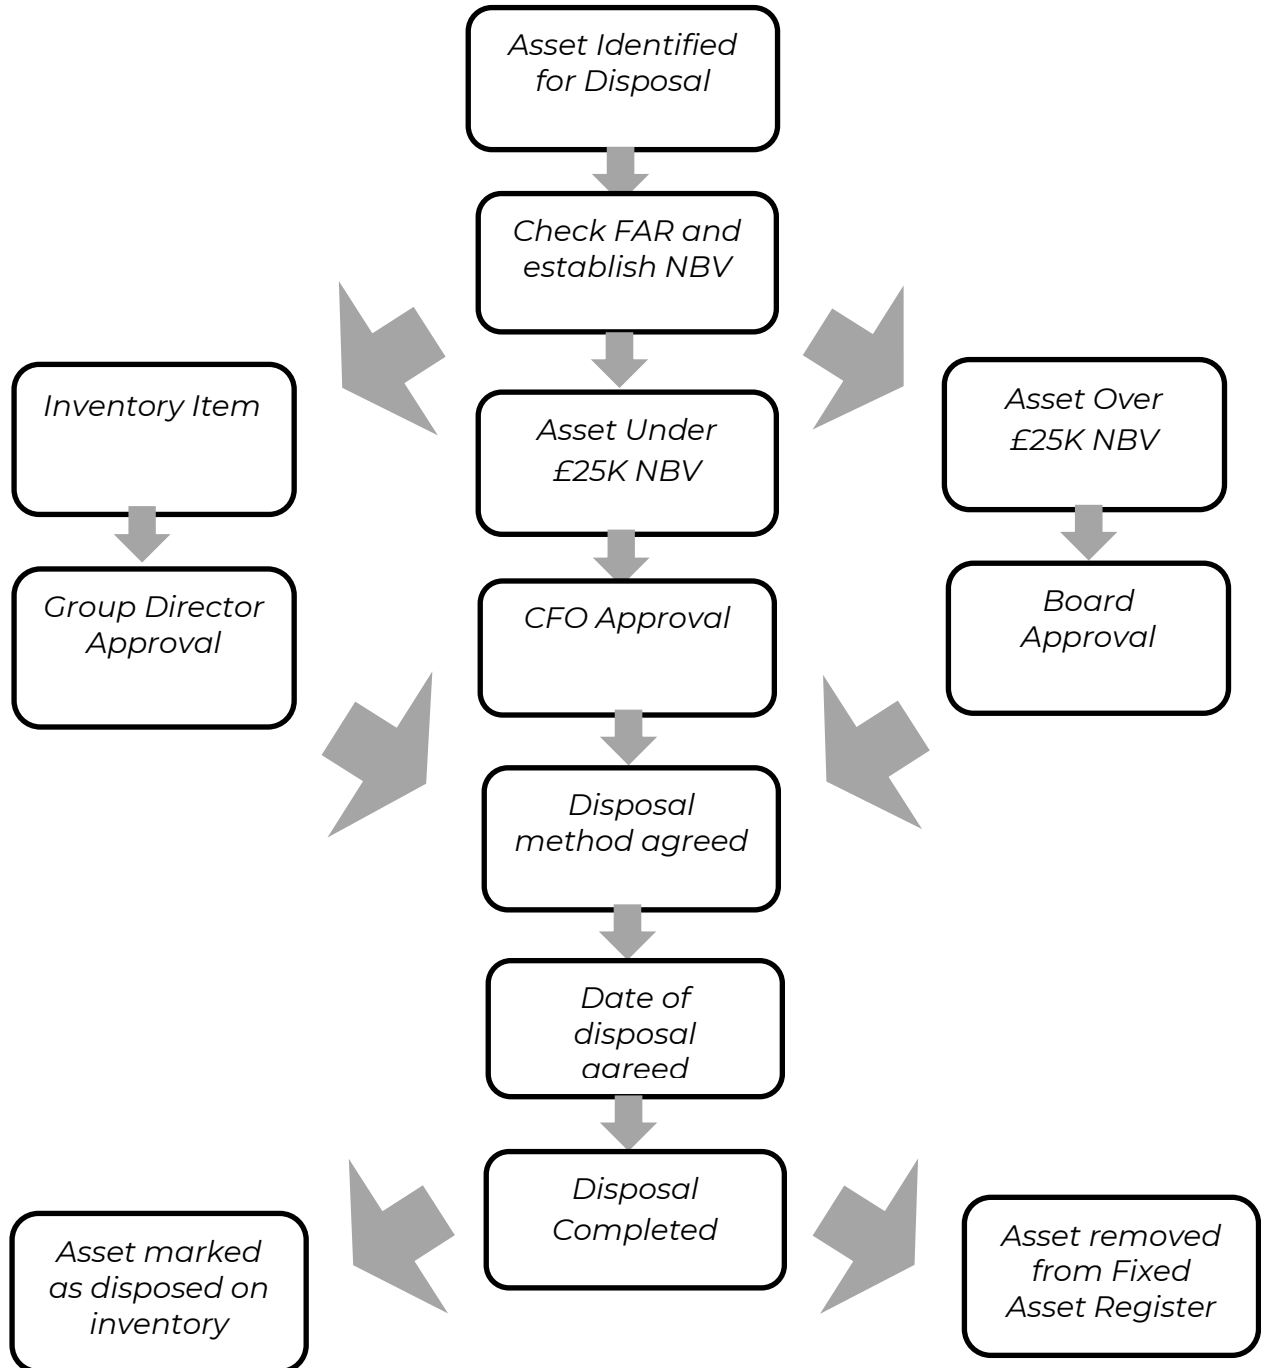 Asset Identified
for Disposal
Check FAR and
establish NBV
Inventory Item
Asset Under
£25K NBV
Asset Over
£25K NBV
Group Director
Approval
CFO Approval
Board
Approval
Disposal
method agreed
Date of
disposal
agreed
Disposal
Completed
Asset marked
as disposed on
inventory
Asset removed
from Fixed
Asset Register